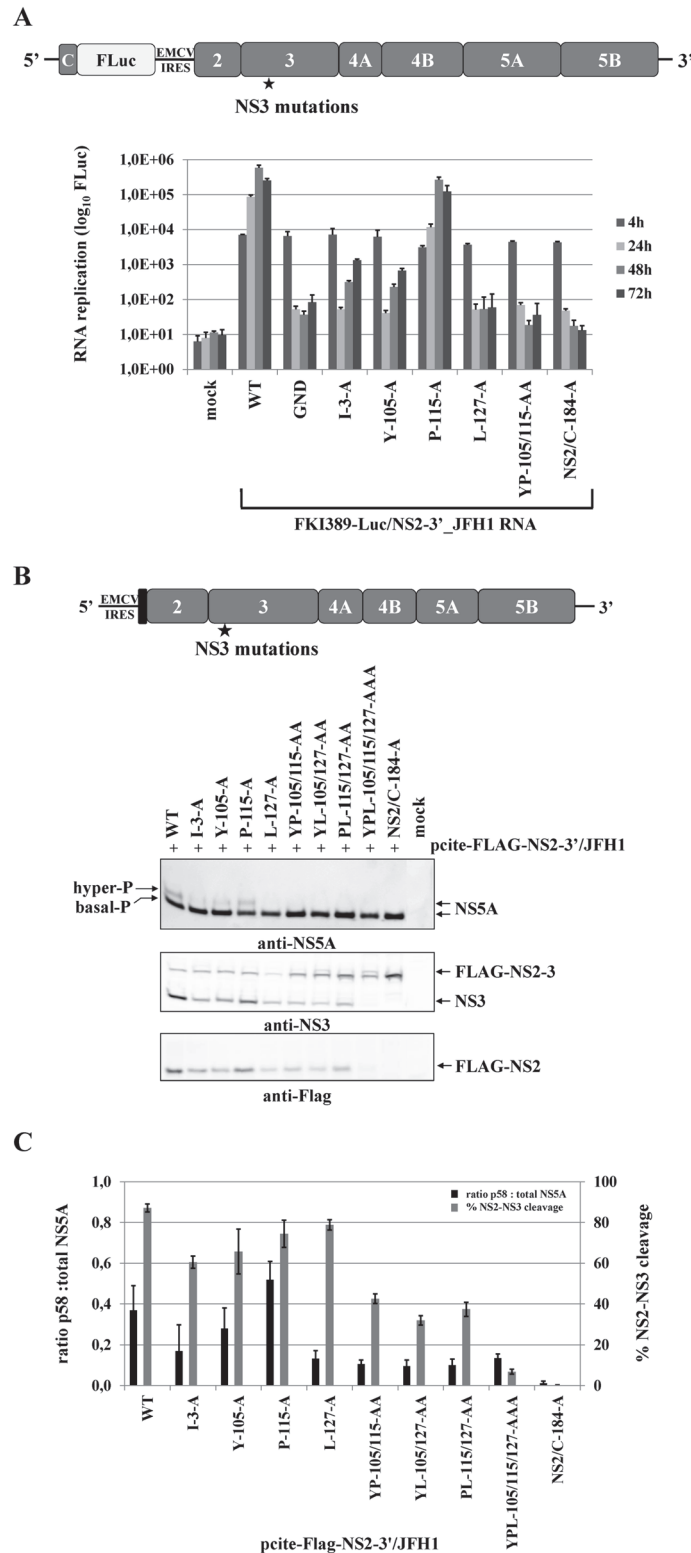 A
5’ C FLuc EMCV IRES 2 3 4A 4B 5A 5B 3’
NS3 mutations
RNA replication (log10 FLuc)
1,0E+06
1,0E+05
1,0E+04
1,0E+03
1,0E+02
1,0E+01
1,0E+00
4h
24h
48h
72h
mock
WT
GND
I-3-A
Y-105-A
P-115-A
L-127-A
YP-105/115-AA
NS2/C-184-A
FKI389-Luc/NS2-3’_JFH1 RNA
B
5’ EMCV IRES 2 3 4A 4B 5A 5B 3’
NS3 mutations
WT
I-3-A
Y-105-A
P-115-A
L-127-A
YP-105/115-AA
YL-105/127-AA
PL-115/127-AA
YPL-105/115/127-AAA
NS2/C-184-A
mock
+ + + + + + + + + + pcite-FLAG-NS2-3’/JFH1
hyper-P
basal-P
NS5A
anti-NS5A
FLAG-NS2-3
NS3
anti-NS3
FLAG-NS2
anti-Flag
C
ratio p58 :total NS5A
1,0
0,8
0,6
0,4
0,2
0,0
ratio p58 : total NS5A
% NS2-NS3 cleavage
100
80
60
40
20
0
% NS2-NS3 cleavage
WT
I-3-A
Y-105-A
P-115-A
L-127-A
YP-105/115-AA
YL-105/127-AA
PL-115/127-AA
YPL-105/115/127-AAA
NS2/C-184-A
pcite-Flag-NS2-3'/JFH1